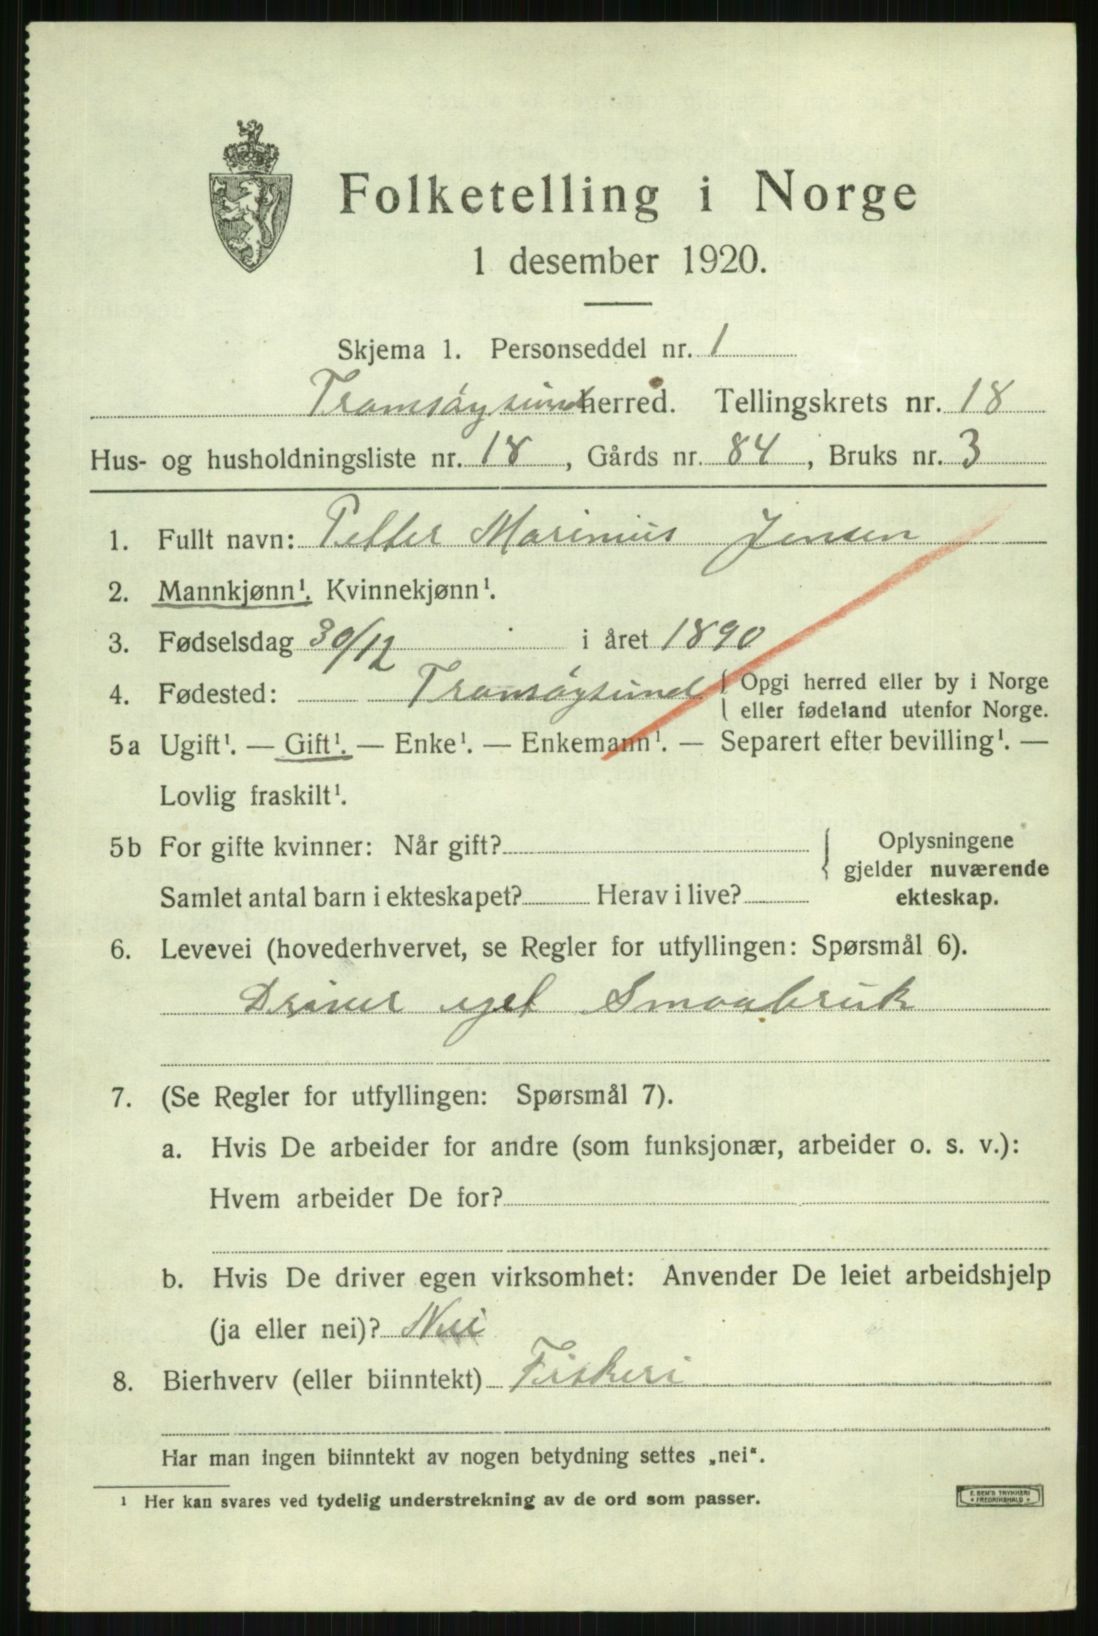 Folketelling i Norge
1 desember 1920.
Skjema 1. Personseddel nr. 1
Tromsøysund herred. Tellingskrets nr. 18
Hus- og husholdningsliste nr. 18, Gårds nr. 84, Bruks nr. 3
1. Fullt navn: Petter Marinius Jensen
2. Mannkjønn¹. Kvinnekjønn¹.
3. Fødselsdag 30/12 i året 1890
4. Fødested: Tromsøysund { Opgi herred eller by i Norge
eller fødeland utenfor Norge.
5a Ugift¹. — Gift¹. — Enke¹. — Enkemann¹. — Separert efter bevilling¹. —
Lovlig fraskilt¹.
5b For gifte kvinner: Når gift? { Oplysningene
gjelder nuværende
Samlet antal barn i ekteskapet? Herav i live? ekteskap.
6. Levevei (hovederhvervet, se Regler for utfyllingen: Spørsmål 6).
Driver eget Smaabruk
7. (Se Regler for utfyllingen: Spørsmål 7).
a. Hvis De arbeider for andre (som funksjonær, arbeider o. s. v.):
Hvem arbeider De for?
b. Hvis De driver egen virksomhet: Anvender De leiet arbeidshjelp
(ja eller nei)? Nei
8. Bierhverv (eller biinntekt) Fiskeri
Har man ingen biinntekt av nogen betydning settes „nei“.
¹ Her kan svares ved tydelig understrekning av de ord som passer.
E. SEM'S TRYKKERI
• FREDRIKSHALD •